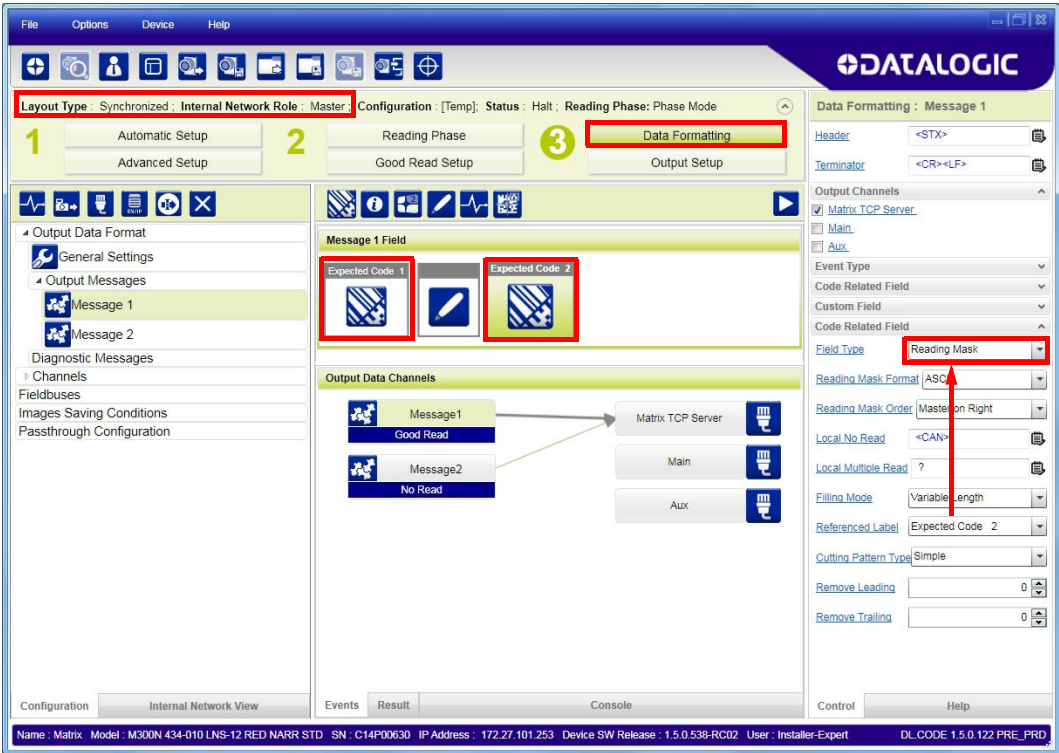 File Options Device Help
DATALOGIC
Layout Type : Synchronized ; Internal Network Role : Master ; Configuration : [Temp]; Status : Halt ; Reading Phase: Phase Mode
1 Automatic Setup 2 Reading Phase 3 Data Formatting
Advanced Setup Good Read Setup Output Setup
Output Data Format
General Settings
Output Messages
Message 1
Message 2
Diagnostic Messages
Channels
Fieldbuses
Images Saving Conditions
Passthrough Configuration
Configuration Internal Network View
Message 1 Field
Expected Code 1 Expected Code 2
Output Data Channels
Message1 Matrix TCP Server
Good Read
Message2 Main
No Read
Aux
Events Result Console
Data Formatting : Message 1
Header <STX>
Terminator <CR><LF>
Output Channels
Matrix TCP Server
Main
Aux
Event Type
Code Related Field
Custom Field
Code Related Field
Field Type Reading Mask
Reading Mask Format
Reading Mask Order Master on Right
Local No Read <CAN>
Local Multiple Read ?
Filling Mode Variable Length
Referenced Label Expected Code 2
Cutting Pattern Type Simple
Remove Leading 0
Remove Trailing 0
Control Help
Name : Matrix Model : M300N 434-010 LNS-12 RED NARR STD SN : C14P00630 IP Address : 172.27.101.253 Device SW Release : 1.5.0.538-RC02 User : Installer-Expert DL.CODE 1.5.0.122 PRE_PRD